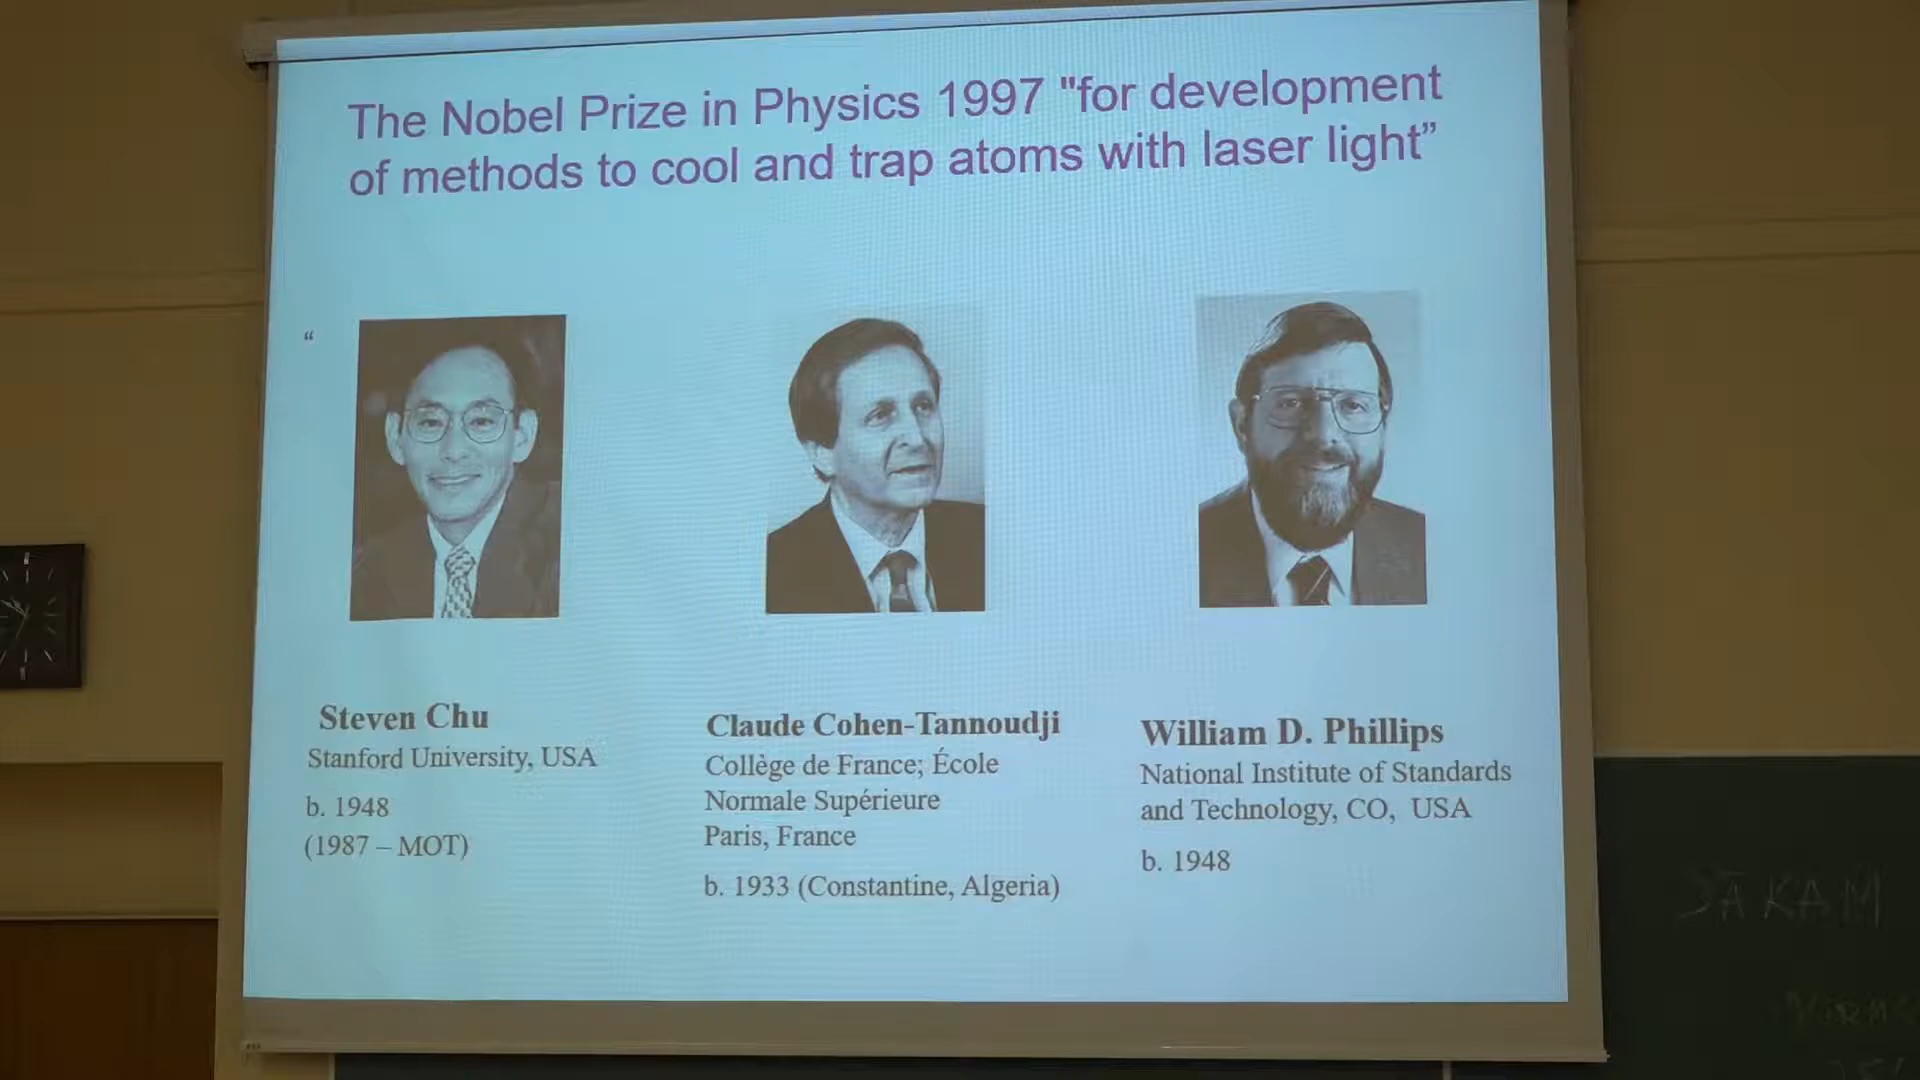 The Nobel Prize in Physics 1997 "for development
of methods to cool and trap atoms with laser light”
“
Steven Chu
Stanford University, USA
b. 1948
(1987 – MOT)
Claude Cohen-Tannoudji
Collège de France; École
Normale Supérieure
Paris, France
b. 1933 (Constantine, Algeria)
William D. Phillips
National Institute of Standards
and Technology, CO, USA
b. 1948
SĀKAM